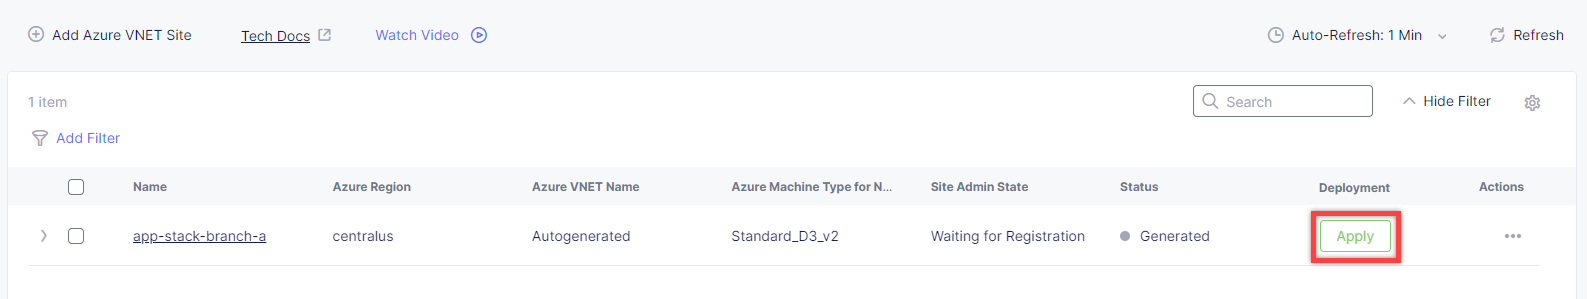 Add Azure VNET Site Tech Docs Watch Video Auto-Refresh: 1 Min Refresh
1 item Search Hide Filter
Add Filter
Name Azure Region Azure VNET Name Azure Machine Type for N... Site Admin State Status Deployment Actions
app-stack-branch-a centralus Autogenerated Standard_D3_v2 Waiting for Registration Generated Apply